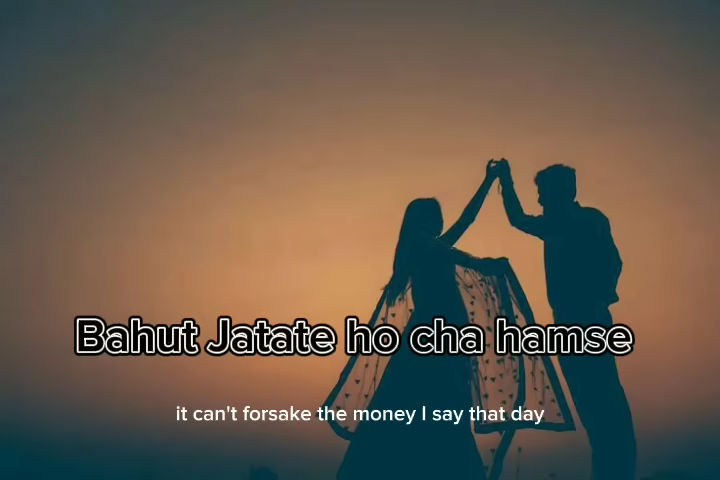 Bahut Jatate ho cha hamse
it can't forsake the money I say that day